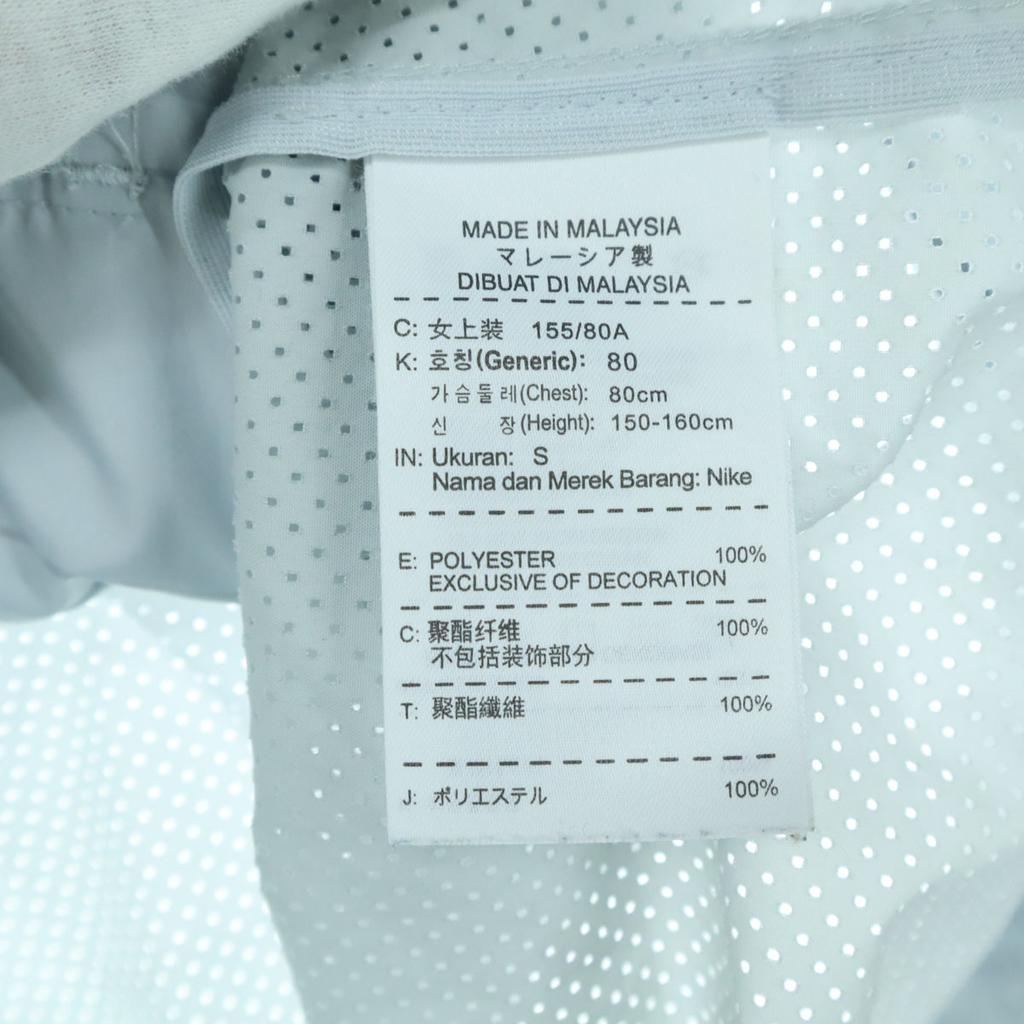 MADE IN MALAYSIA
マレーシア製
DIBUAT DI MALAYSIA
C: 女上装 155/80A
K: 호칭(Generic): 80
가슴둘레(Chest): 80cm
신 장(Height): 150-160cm
IN: Ukuran: S
Nama dan Merek Barang: Nike
E: POLYESTER 100%
EXCLUSIVE OF DECORATION
C: 聚酯纤维 100%
不包括装饰部分
T: 聚酯纖維 100%
J: ポリエステル 100%